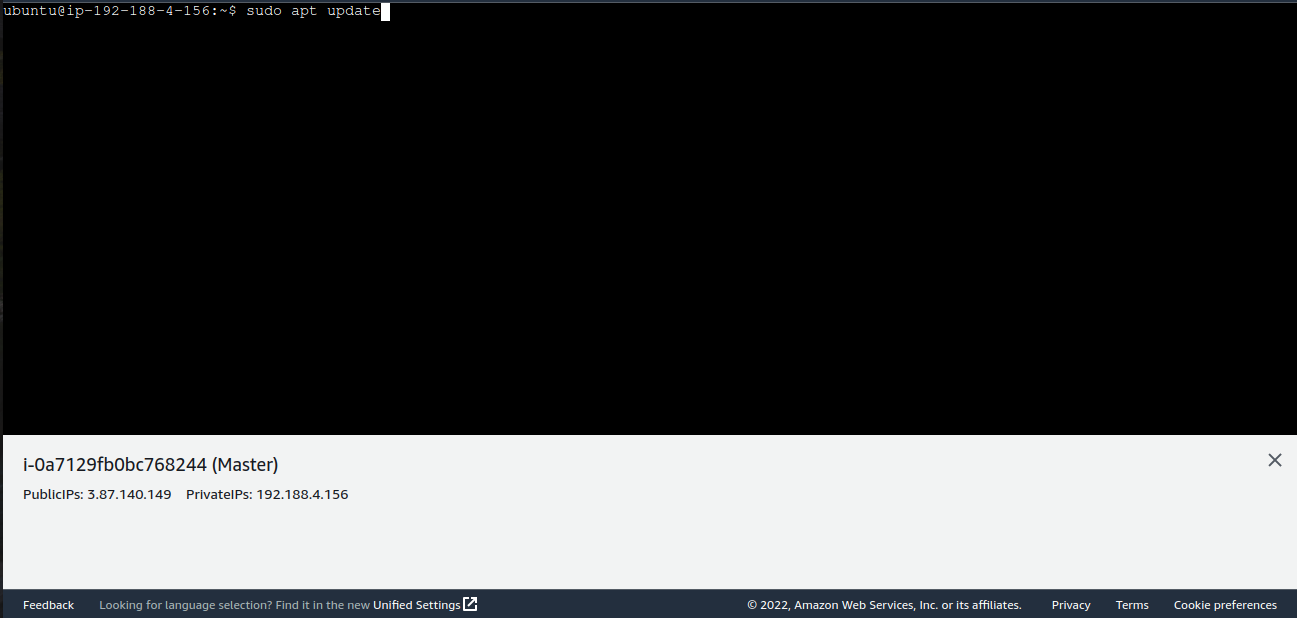 ubuntu@ip-192-188-4-156:~$ sudo apt update
i-0a7129fb0bc768244 (Master)
PublicIPs: 3.87.140.149 PrivateIPs: 192.188.4.156
Feedback Looking for language selection? Find it in the new Unified Settings © 2022, Amazon Web Services, Inc. or its affiliates. Privacy Terms Cookie preferences